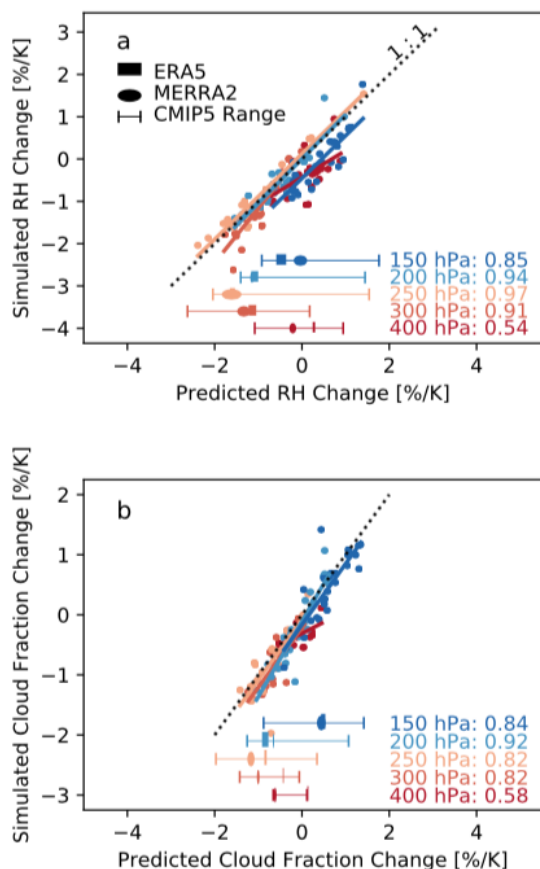 a
1 : 1
ERA5
MERRA2
CMIP5 Range
3
2
1
0
−1
−2
−3
−4
Simulated RH Change [%/K]
150 hPa: 0.85
200 hPa: 0.94
250 hPa: 0.97
300 hPa: 0.91
400 hPa: 0.54
−4 −2 0 2 4
Predicted RH Change [%/K]
b
2
1
0
−1
−2
−3
Simulated Cloud Fraction Change [%/K]
150 hPa: 0.84
200 hPa: 0.92
250 hPa: 0.82
300 hPa: 0.82
400 hPa: 0.58
−4 −2 0 2 4
Predicted Cloud Fraction Change [%/K]